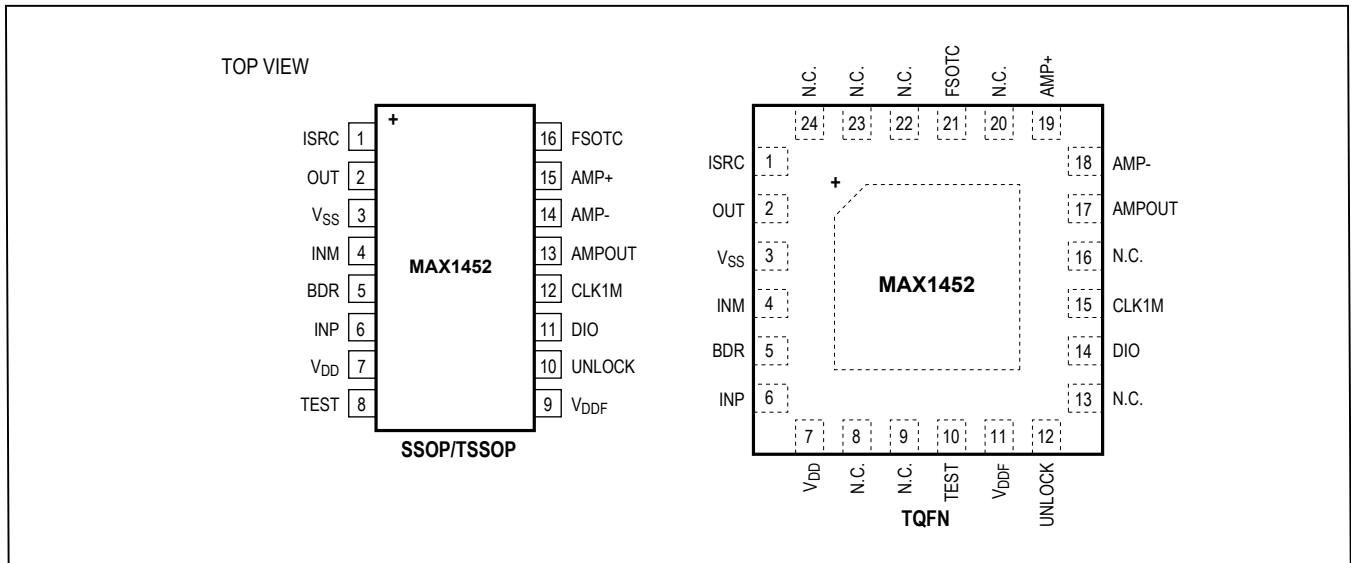 TOP VIEW
+
ISRC 1
OUT 2
VSS 3
INM 4
BDR 5
INP 6
VDD 7
TEST 8
MAX1452
16 FSOTC
15 AMP+
14 AMP-
13 AMPOUT
12 CLK1M
11 DIO
10 UNLOCK
9 VDDF
SSOP/TSSOP
N.C. N.C. N.C. FSOTC N.C. AMP+
24 23 22 21 20 19
ISRC 1
OUT 2
VSS 3
INM 4
BDR 5
INP 6
+
MAX1452
18 AMP-
17 AMPOUT
16 N.C.
15 CLK1M
14 DIO
13 N.C.
7 8 9 10 11 12
VDD N.C. N.C. TEST VDDF UNLOCK
TQFN